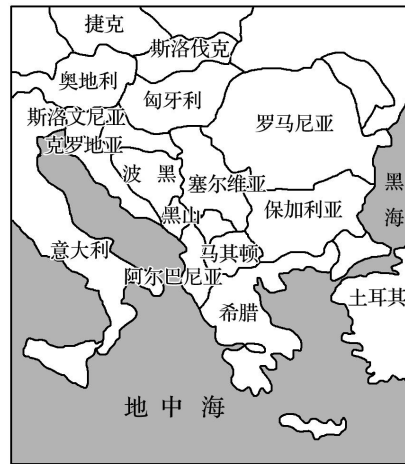 捷克
斯洛伐克
奥地利
匈牙利
斯洛文尼亚
罗马尼亚
克罗地亚
波黑
塞尔维亚
黑海
保加利亚
黑山
意大利
马其顿
阿尔巴尼亚
土耳其
希腊
地中海